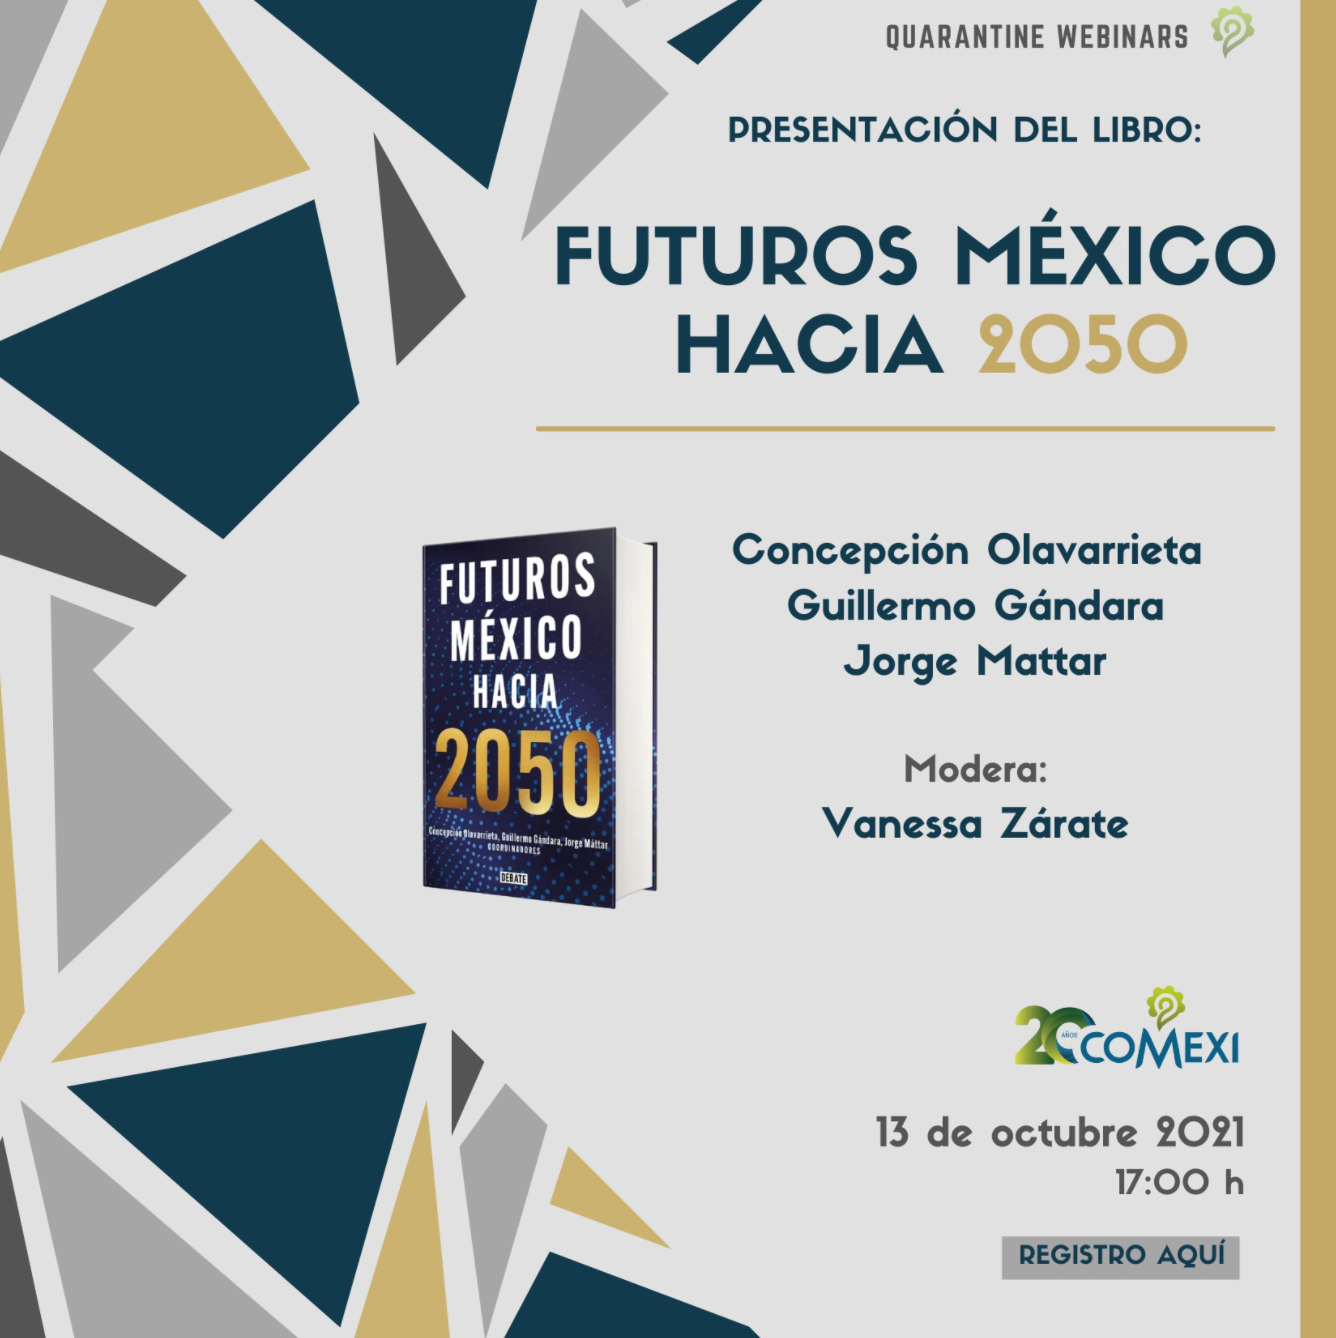 QUARANTINE WEBINARS
PRESENTACIÓN DEL LIBRO:
FUTUROS MÉXICO
HACIA 2050
FUTUROS
MÉXICO
HACIA
2050
Concepción Olavarrieta, Guillermo Gándara, Jorge Máttar
COORDINADORES
DEBATE
Concepción Olavarrieta
Guillermo Gándara
Jorge Mattar
Modera:
Vanessa Zárate
20 AÑOS COMEXI
13 de octubre 2021
17:00 h
REGISTRO AQUÍ